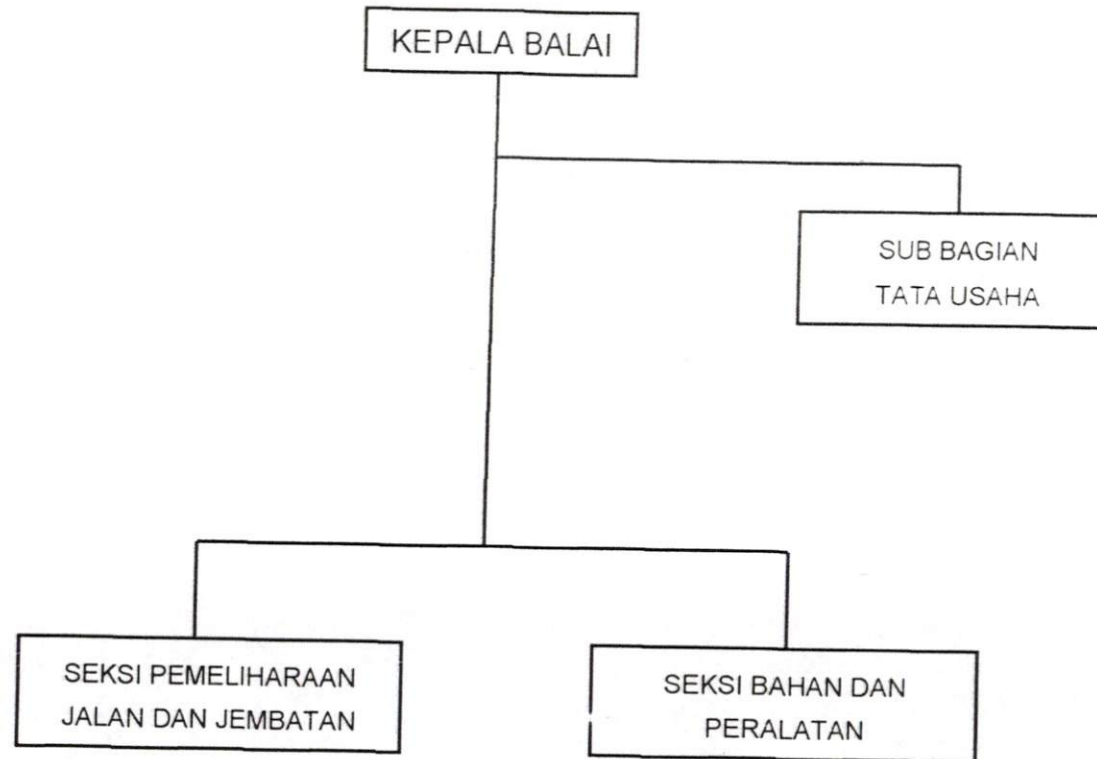 KEPALA BALAI
SUB BAGIAN
TATA USAHA
SEKSI PEMELIHARAAN
JALAN DAN JEMBATAN
SEKSI BAHAN DAN
PERALATAN